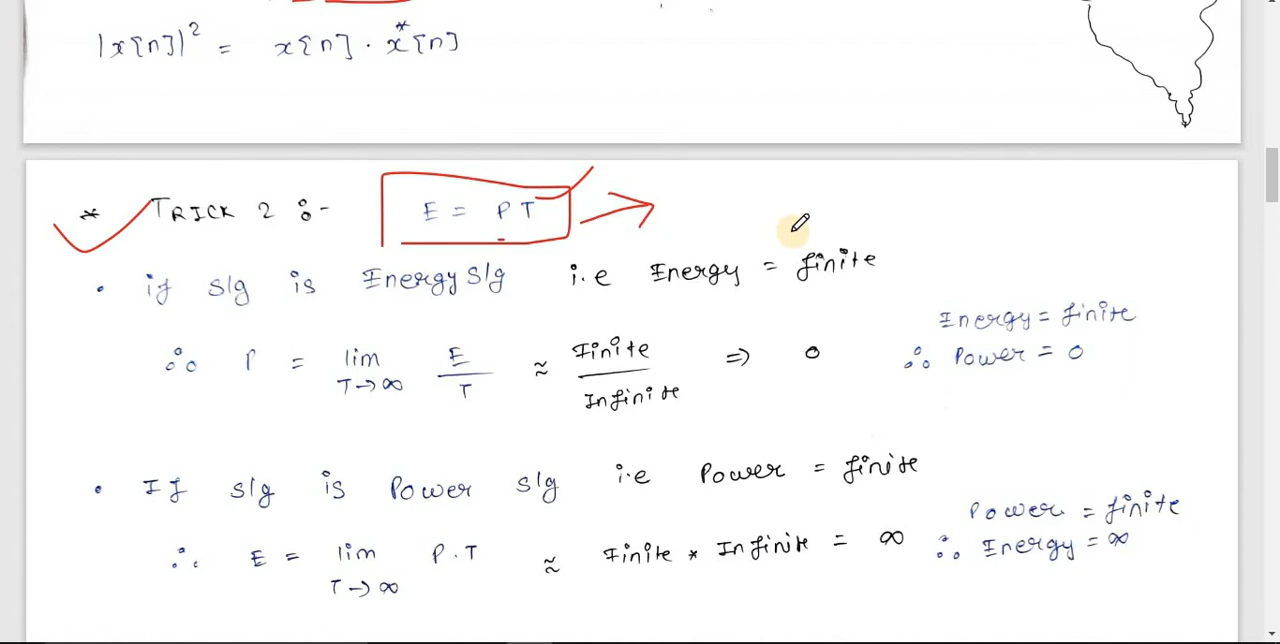 |x[n]|² = x[n] · x*[n]
* TRICK 2 :- E = PT
• if s/g is Energy s/g i.e Energy = finite
∴ P = lim T→∞ E/T ≈ Finite/Infinite ⇒ 0
Energy = finite
∴ Power = 0
• If s/g is Power s/g i.e Power = finite
∴ E = lim T→∞ P.T ≈ Finite * Infinite = ∞
Power = finite
∴ Energy = ∞